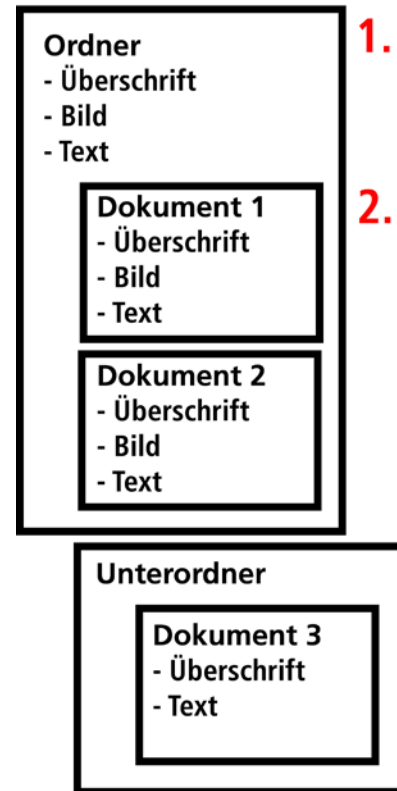 Ordner
1.
- Überschrift
- Bild
- Text
Dokument 1
2.
- Überschrift
- Bild
- Text
Dokument 2
- Überschrift
- Bild
- Text
Unterordner
Dokument 3
- Überschrift
- Text